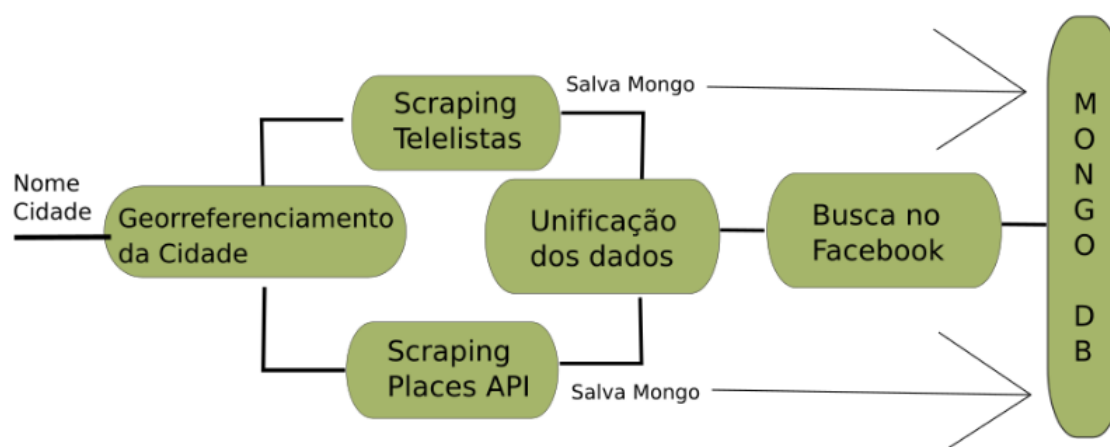 Nome
Cidade
Georreferenciamento
da Cidade
Scraping
Telelistas
Salva Mongo
Scraping
Places API
Salva Mongo
Unificação
dos dados
Busca no
Facebook
M
O
N
G
O
D
B